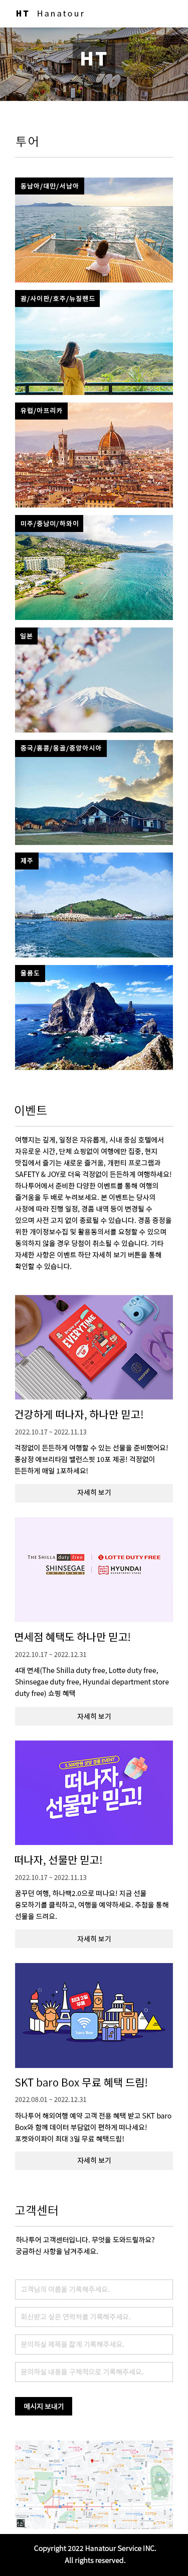 HT Hanatour
HT
투어
동남아/대만/서남아
괌/사이판/호주/뉴질랜드
유럽/아프리카
미주/중남미/하와이
일본
중국/홍콩/몽골/중앙아시아
제주
울릉도
이벤트
여행지는 깊게, 일정은 자유롭게, 시내 중심 호텔에서
자유로운 시간, 단체 쇼핑없이 여행에만 집중, 현지
맛집에서 즐기는 새로운 즐거움, 개런티 프로그램과
SAFETY & JOY로 더욱 걱정없이 든든하게 여행하세요!
하나투어에서 준비한 다양한 이벤트를 통해 여행의
즐거움을 두 배로 누려보세요. 본 이벤트는 당사의
사정에 따라 진행 일정, 경품 내역 등이 변경될 수
있으며 사전 고지 없이 종료될 수 있습니다. 경품 증정을
위한 개이정보수집 및 활용동의서를 요청할 수 있으며
동의하지 않을 경우 당첨이 취소될 수 있습니다. 기타
자세한 사항은 이벤트 하단 자세히 보기 버튼을 통해
확인할 수 있습니다.
EVERYTIME
건강하게 떠나자, 하나만 믿고!
2022.10.17 ~ 2022.11.13
걱정없이 든든하게 여행할 수 있는 선물을 준비했어요!
홍삼정 에브리타임 밸런스핏 10포 제공! 걱정없이
든든하게 매일 1포하세요!
자세히 보기
THE SHILLA duty free LOTTE DUTY FREE
SHINSEGAE DUTY FREE HYUNDAI
면세점 혜택도 하나만 믿고!
2022.10.17 ~ 2022.12.31
4대 면세(The Shilla duty free, Lotte duty free,
Shinsegae duty free, Hyundai department store
duty free) 쇼핑 혜택
자세히 보기
떠나자,
선물만 믿고!
떠나자, 선물만 믿고!
2022.10.17 ~ 2022.11.13
꿈꾸던 여행, 하나팩2.0으로 떠나요! 지금 선물
응모하기를 클릭하고, 여행을 예약하세요. 추첨을 통해
선물을 드려요.
자세히 보기
baro Box
SKT baro Box 무료 혜택 드림!
2022.08.01 ~ 2022.12.31
하나투어 해외여행 예약 고객 전용 혜택 받고 SKT baro
Box와 함께 데이터 부담없이 편하게 떠나세요!
포켓와이파이 최대 3일 무료 혜택드림!
자세히 보기
고객센터
하나투어 고객센터입니다. 무엇을 도와드릴까요?
궁금하신 사항을 남겨주세요.
고객님의 이름을 기록해주세요.
회신받고 싶은 연락처를 기록해주세요.
문의하실 제목을 짧게 기록해주세요.
문의하실 내용을 구체적으로 기록해주세요.
메시지 보내기
Copyright 2022 Hanatour Service INC.
All rights reserved.